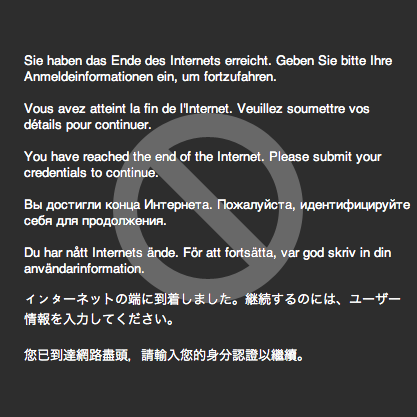 Sie haben das Ende des Internets erreicht. Geben Sie bitte Ihre
Anmeldeinformationen ein, um fortzufahren.
Vous avez atteint la fin de l'Internet. Veuillez soumettre vos
détails pour continuer.
You have reached the end of the Internet. Please submit your
credentials to continue.
Вы достигли конца Интернета. Пожалуйста, идентифицируйте
себя для продолжения.
Du har nått Internets ände. För att fortsätta, var god skriv in din
användarinformation.
インターネットの端に到着しました。継続するのには、ユーザー
情報を入力してください。
您已到達網路盡頭，請輸入您的身分認證以繼續。